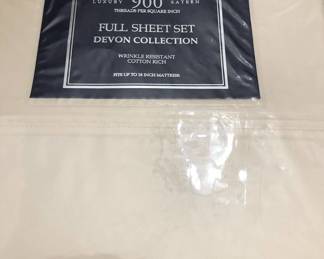 LUXURY 900 SATEEN
THREADS PER SQUARE INCH
FULL SHEET SET
DEVON COLLECTION
WRINKLE RESISTANT
COTTON RICH
FITS UP TO 18 INCH MATTRESS